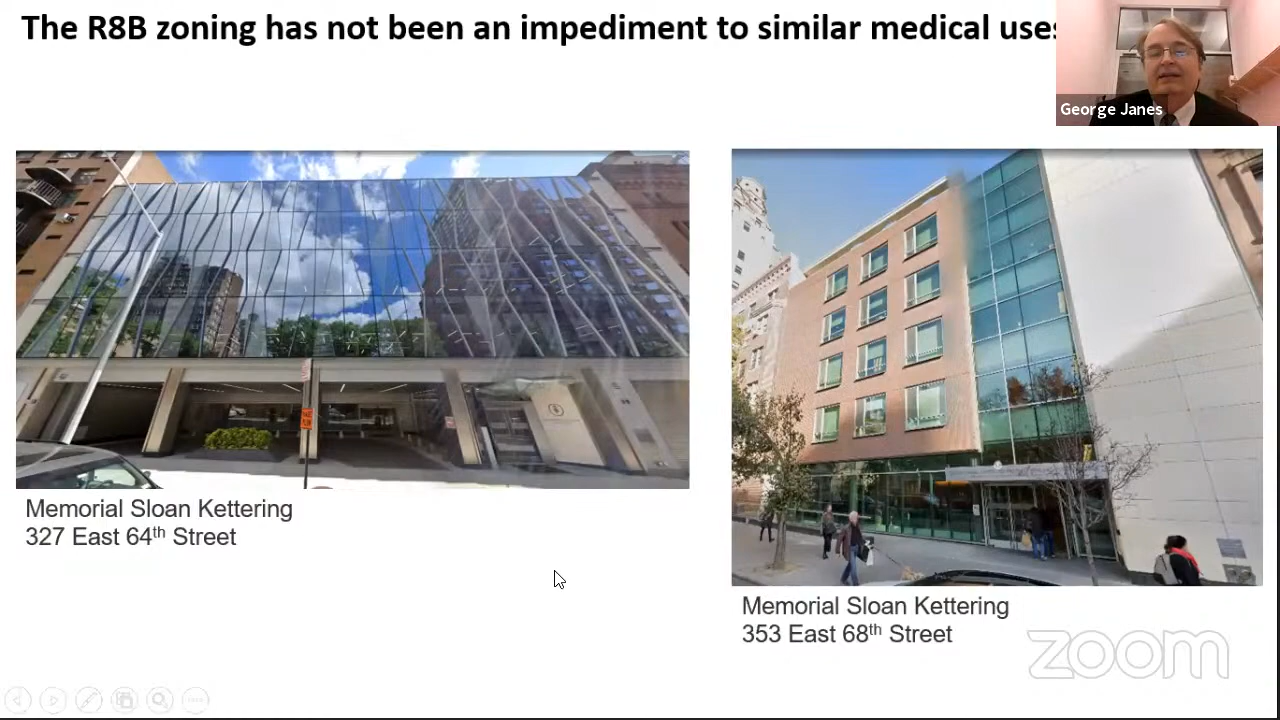 The R8B zoning has not been an impediment to similar medical uses
George Janes
Memorial Sloan Kettering
327 East 64th Street
Memorial Sloan Kettering
353 East 68th Street
zoom